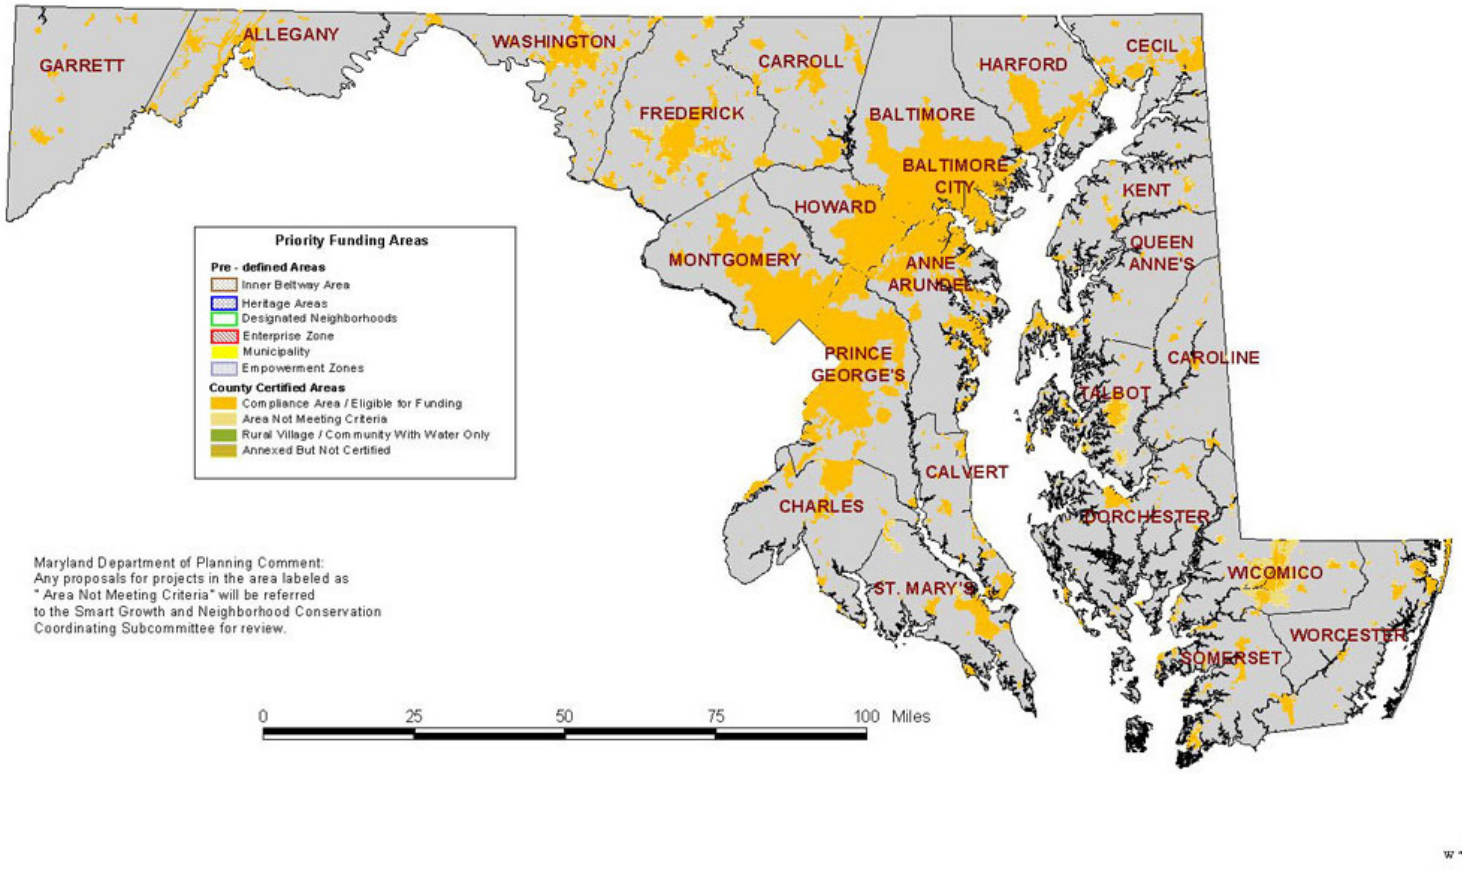 GARRETT
ALLEGANY
WASHINGTON
FREDERICK
CARROLL
BALTIMORE
HARFORD
CECIL
BALTIMORE
CITY
HOWARD
MONTGOMERY
ANNE
ARUNDEL
KENT
QUEEN
ANNE'S
PRINCE
GEORGE'S
CAROLINE
TALBOT
CALVERT
CHARLES
DORCHESTER
ST. MARY'S
WICOMICO
WORCESTER
SOMERSET
Priority Funding Areas
Pre - defined Areas
Inner Beltway Area
Heritage Areas
Designated Neighborhoods
Enterprise Zone
Municipality
Empowerment Zones
County Certified Areas
Compliance Area / Eligible for Funding
Area Not Meeting Criteria
Rural Village / Community With Water Only
Annexed But Not Certified
Maryland Department of Planning Comment:
Any proposals for projects in the area labeled as
" Area Not Meeting Criteria" will be referred
to the Smart Growth and Neighborhood Conservation
Coordinating Subcommittee for review.
0 25 50 75 100 Miles
W